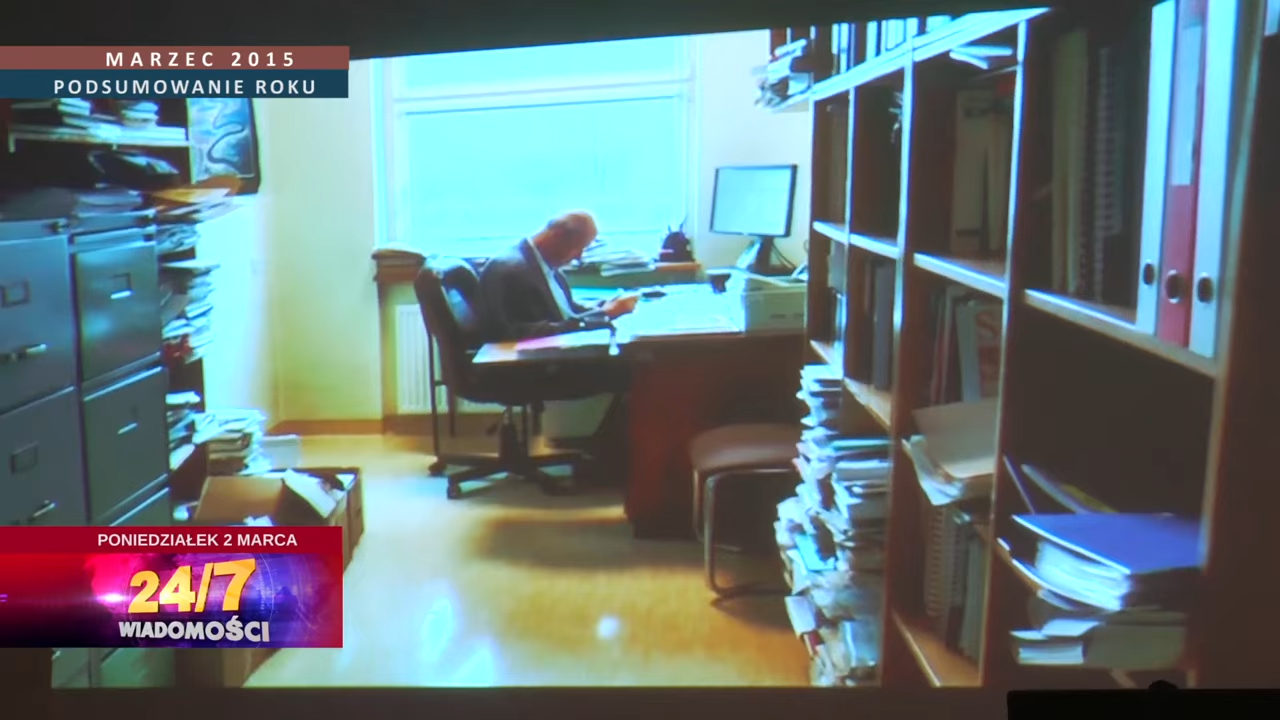 MARZEC 2015
PODSUMOWANIE ROKU
PONIEDZIAŁEK 2 MARCA
24/7
WIADOMOŚCI